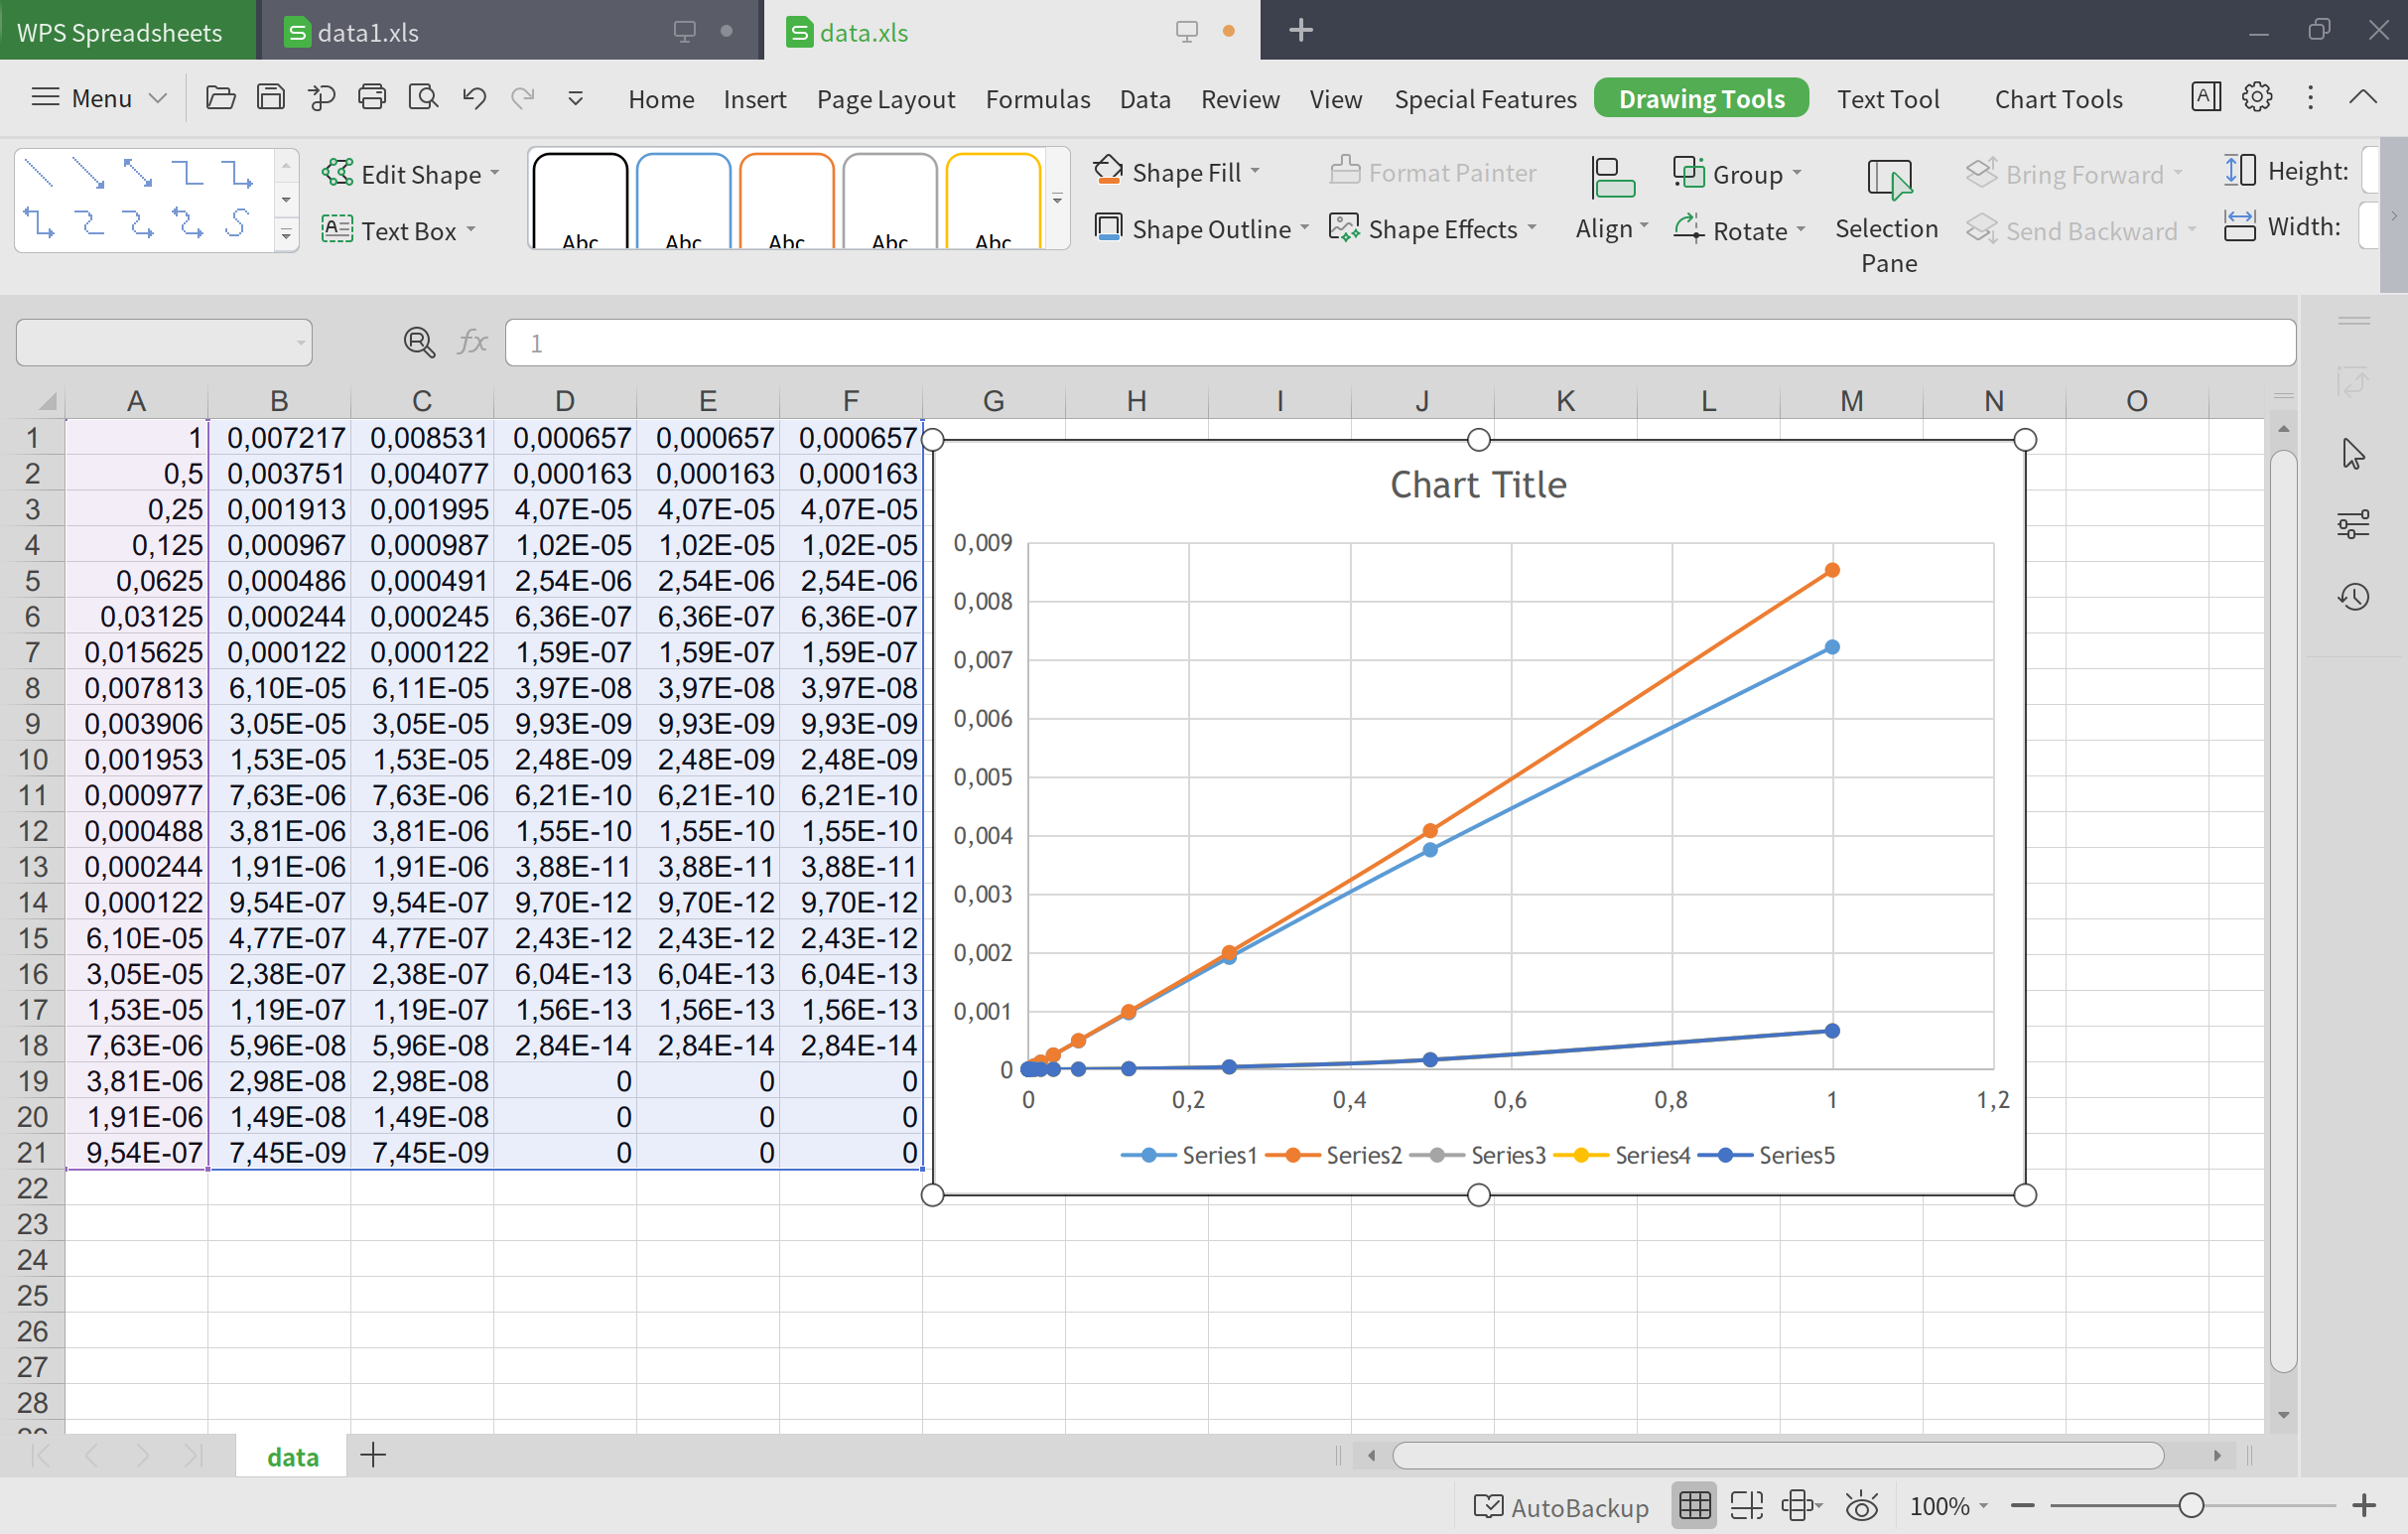 WPS Spreadsheets data1.xls data.xls
Menu Home Insert Page Layout Formulas Data Review View Special Features Drawing Tools Text Tool Chart Tools
Edit Shape Abc Abc Abc Abc Abc Shape Fill Format Painter Group Bring Forward Height:
Text Box Shape Outline Shape Effects Align Rotate Selection Pane Send Backward Width:
fx 1
A B C D E F G H I J K L M N O
1 1 0,007217 0,008531 0,000657 0,000657 0,000657
2 0,5 0,003751 0,004077 0,000163 0,000163 0,000163
3 0,25 0,001913 0,001995 4,07E-05 4,07E-05 4,07E-05
4 0,125 0,000967 0,000987 1,02E-05 1,02E-05 1,02E-05
5 0,0625 0,000486 0,000491 2,54E-06 2,54E-06 2,54E-06
6 0,03125 0,000244 0,000245 6,36E-07 6,36E-07 6,36E-07
7 0,015625 0,000122 0,000122 1,59E-07 1,59E-07 1,59E-07
8 0,007813 6,10E-05 6,11E-05 3,97E-08 3,97E-08 3,97E-08
9 0,003906 3,05E-05 3,05E-05 9,93E-09 9,93E-09 9,93E-09
10 0,001953 1,53E-05 1,53E-05 2,48E-09 2,48E-09 2,48E-09
11 0,000977 7,63E-06 7,63E-06 6,21E-10 6,21E-10 6,21E-10
12 0,000488 3,81E-06 3,81E-06 1,55E-10 1,55E-10 1,55E-10
13 0,000244 1,91E-06 1,91E-06 3,88E-11 3,88E-11 3,88E-11
14 0,000122 9,54E-07 9,54E-07 9,70E-12 9,70E-12 9,70E-12
15 6,10E-05 4,77E-07 4,77E-07 2,43E-12 2,43E-12 2,43E-12
16 3,05E-05 2,38E-07 2,38E-07 6,04E-13 6,04E-13 6,04E-13
17 1,53E-05 1,19E-07 1,19E-07 1,56E-13 1,56E-13 1,56E-13
18 7,63E-06 5,96E-08 5,96E-08 2,84E-14 2,84E-14 2,84E-14
19 3,81E-06 2,98E-08 2,98E-08 0 0 0
20 1,91E-06 1,49E-08 1,49E-08 0 0 0
21 9,54E-07 7,45E-09 7,45E-09 0 0 0
22
23
24
25
26
27
28
Chart Title
0,009
0,008
0,007
0,006
0,005
0,004
0,003
0,002
0,001
0
0 0,2 0,4 0,6 0,8 1 1,2
Series1 Series2 Series3 Series4 Series5
data
AutoBackup 100%